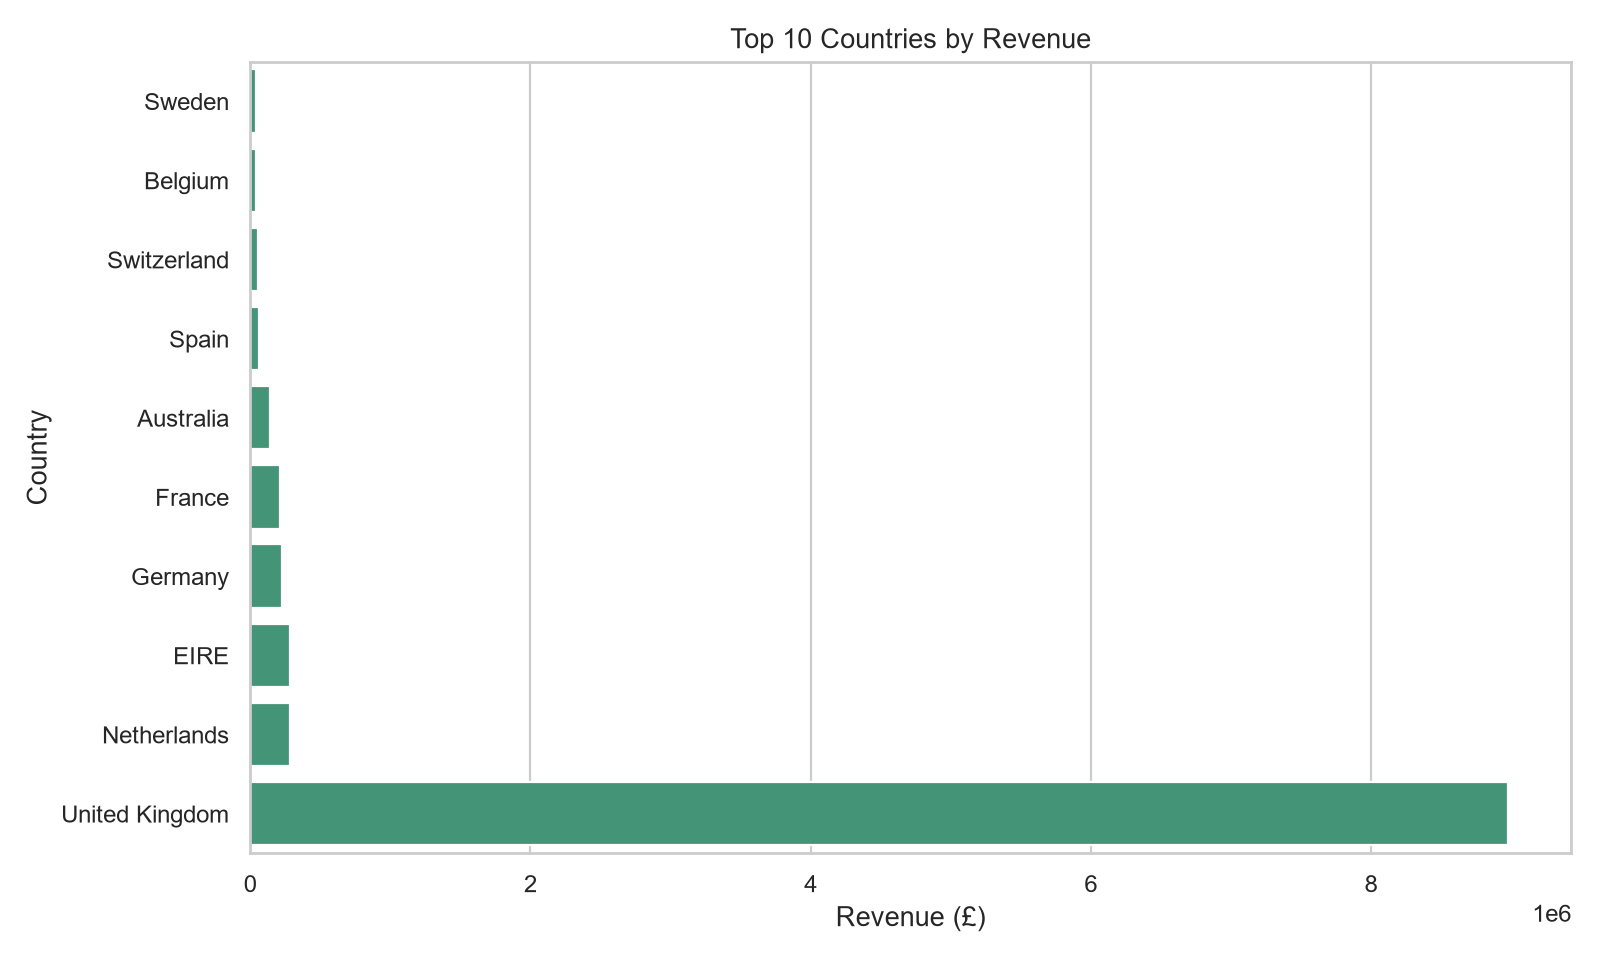 Top 10 Countries by Revenue
Sweden
Belgium
Switzerland
Spain
Australia
France
Germany
EIRE
Netherlands
United Kingdom
Country
0 2 4 6 8
1e6
Revenue (£)